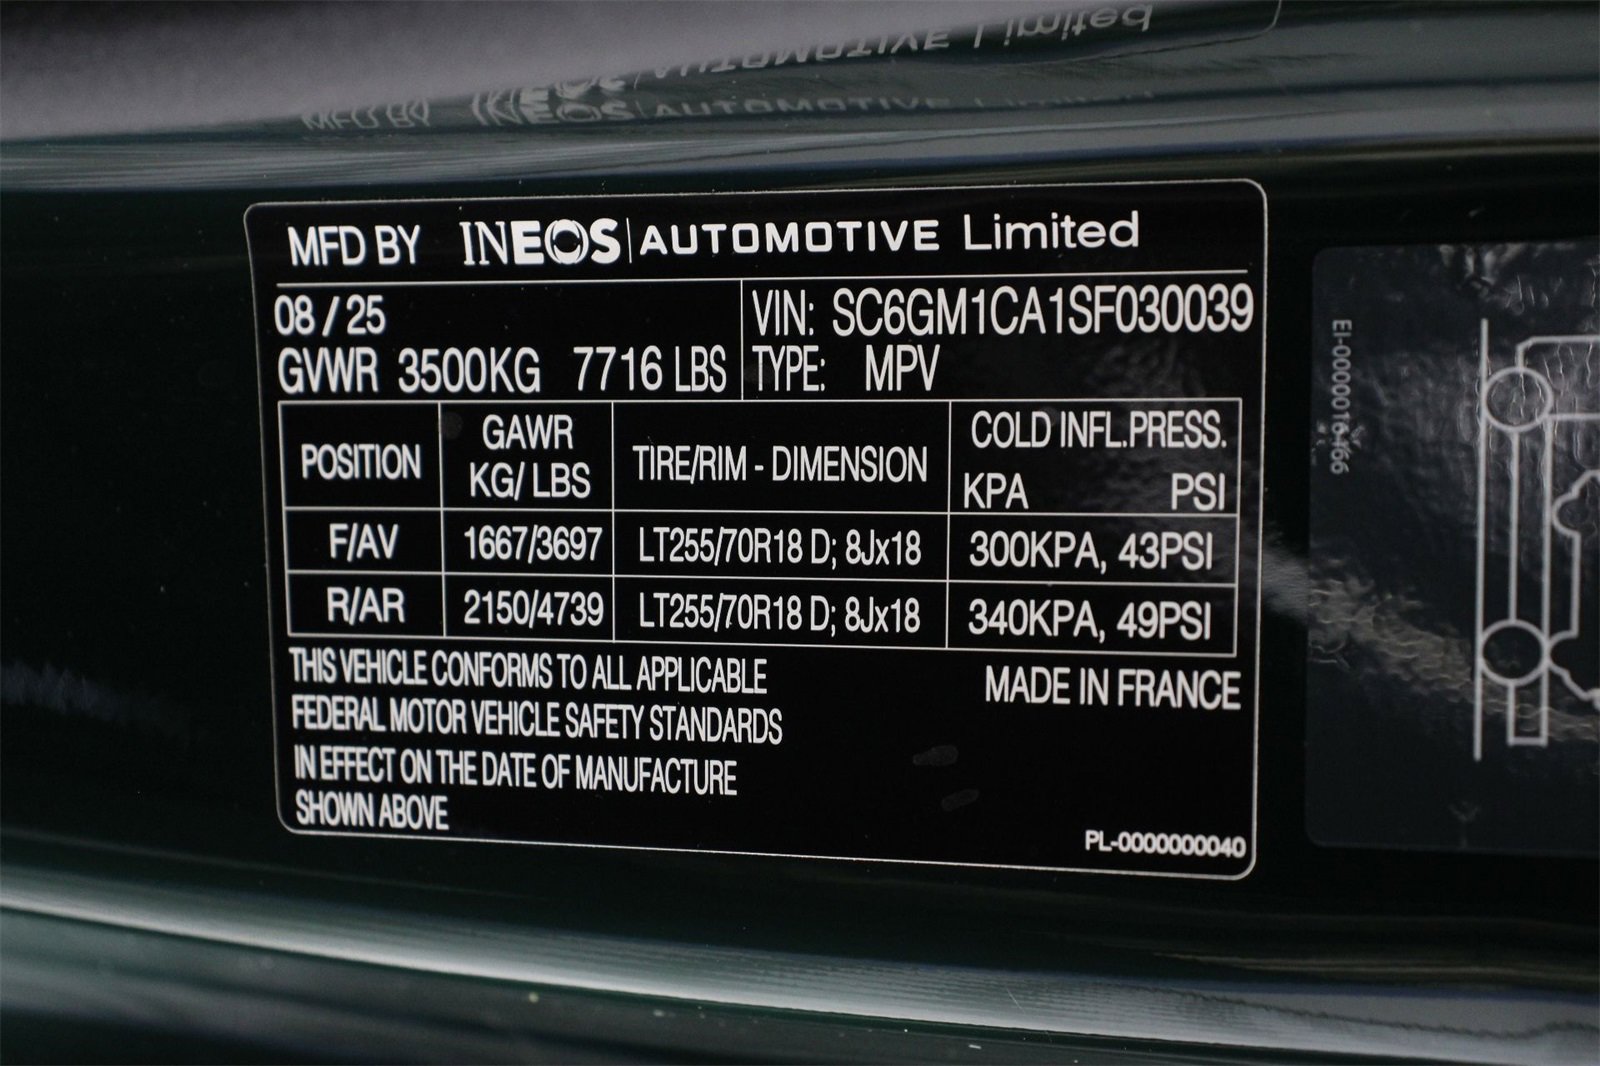 MFD BY INEOS AUTOMOTIVE Limited
08 / 25
GVWR 3500KG 7716 LBS
VIN: SC6GM1CA1SF030039
TYPE: MPV
POSITION GAWR KG/ LBS TIRE/RIM - DIMENSION COLD INFL.PRESS. KPA PSI
F/AV 1667/3697 LT255/70R18 D; 8Jx18 300KPA, 43PSI
R/AR 2150/4739 LT255/70R18 D; 8Jx18 340KPA, 49PSI
THIS VEHICLE CONFORMS TO ALL APPLICABLE
FEDERAL MOTOR VEHICLE SAFETY STANDARDS
IN EFFECT ON THE DATE OF MANUFACTURE
SHOWN ABOVE
MADE IN FRANCE
PL-0000000040